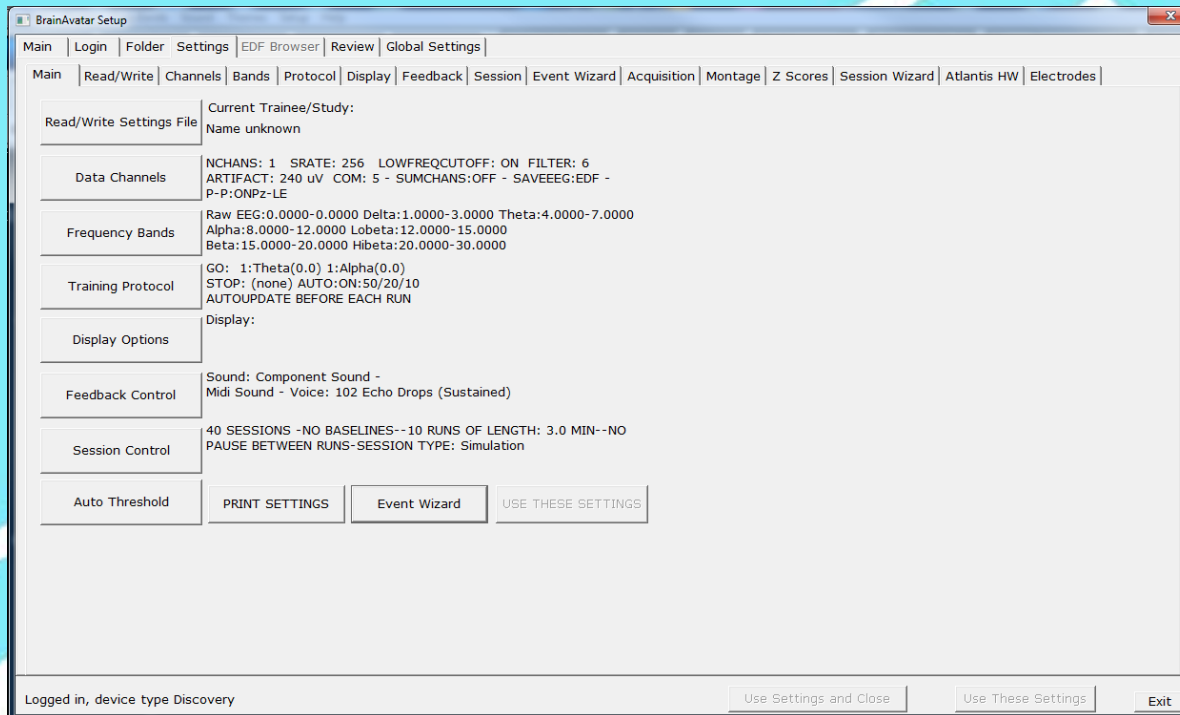 BrainAvatar Setup
Main Login Folder Settings EDF Browser Review Global Settings
Main Read/Write Channels Bands Protocol Display Feedback Session Event Wizard Acquisition Montage Z Scores Session Wizard Atlantis HW Electrodes
Read/Write Settings File
Current Trainee/Study:
Name unknown
Data Channels
NCHANS: 1 SRATE: 256 LOWFREQCUTOFF: ON FILTER: 6
ARTIFACT: 240 uV COM: 5 - SUMCHANS:OFF - SAVEEEG:EDF -
P-P:ONPz-LE
Frequency Bands
Raw EEG:0.0000-0.0000 Delta:1.0000-3.0000 Theta:4.0000-7.0000
Alpha:8.0000-12.0000 Lobeta:12.0000-15.0000
Beta:15.0000-20.0000 Hibeta:20.0000-30.0000
Training Protocol
GO: 1:Theta(0.0) 1:Alpha(0.0)
STOP: (none) AUTO:ON:50/20/10
AUTOUPDATE BEFORE EACH RUN
Display Options
Display:
Feedback Control
Sound: Component Sound -
Midi Sound - Voice: 102 Echo Drops (Sustained)
Session Control
40 SESSIONS -NO BASELINES--10 RUNS OF LENGTH: 3.0 MIN--NO
PAUSE BETWEEN RUNS-SESSION TYPE: Simulation
Auto Threshold PRINT SETTINGS Event Wizard USE THESE SETTINGS
Logged in, device type Discovery Use Settings and Close Use These Settings Exit